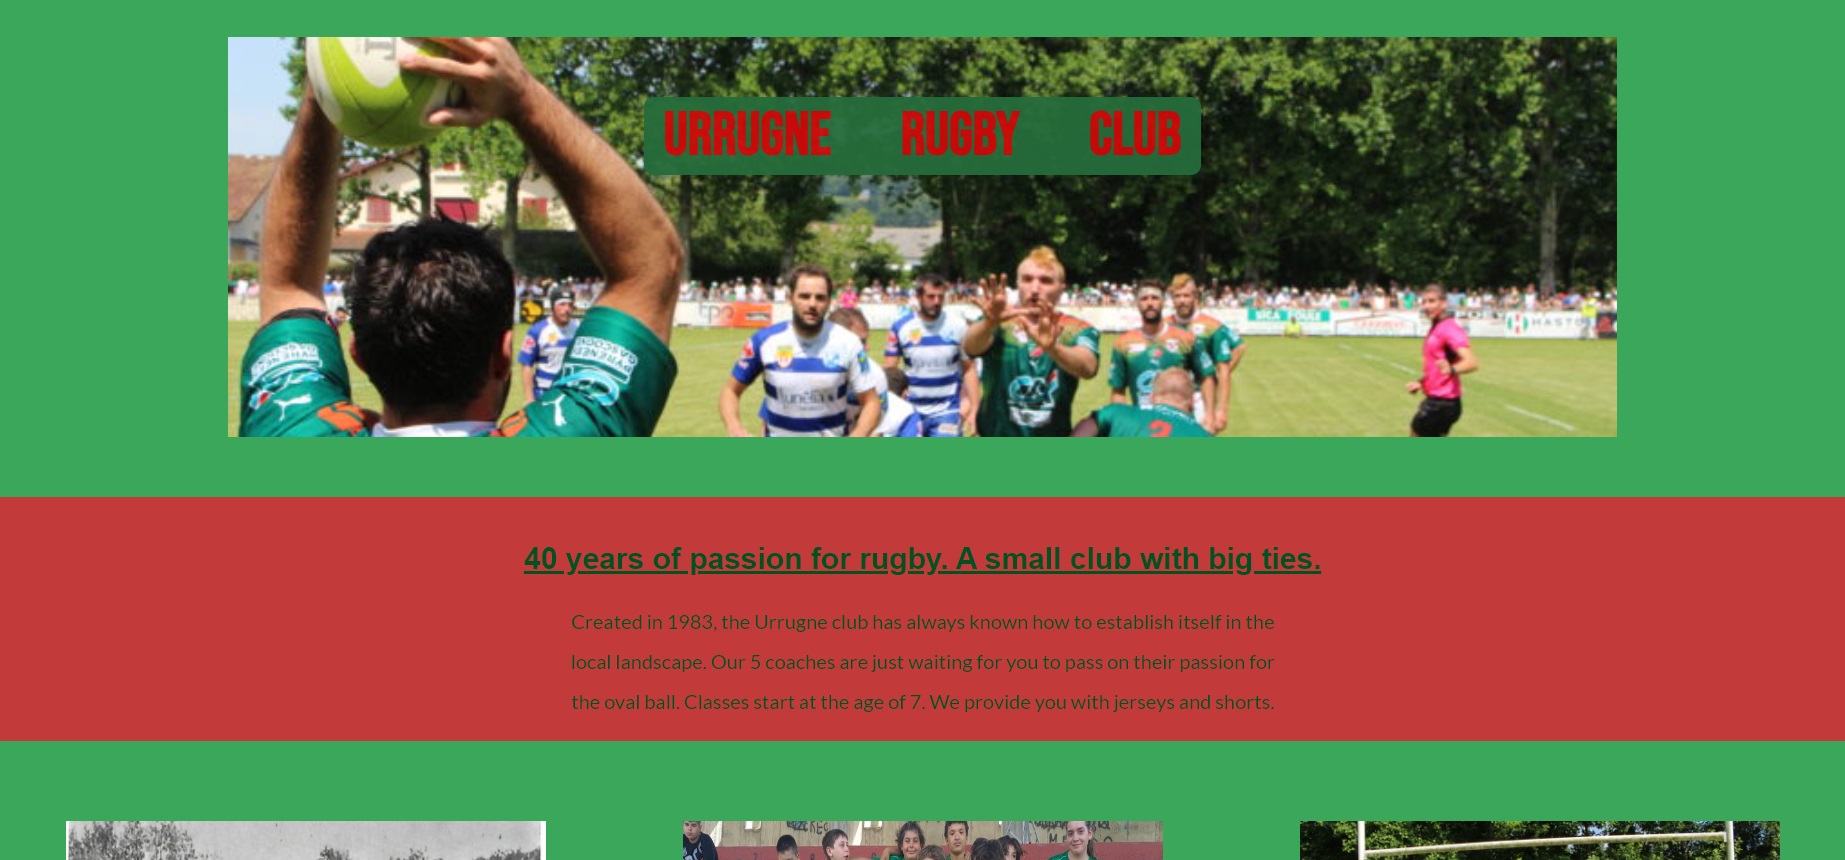 URRUGNE RUGBY CLUB
SICA FOULE
HASTO
40 years of passion for rugby. A small club with big ties.
Created in 1983, the Urrugne club has always known how to establish itself in the
local landscape. Our 5 coaches are just waiting for you to pass on their passion for
the oval ball. Classes start at the age of 7. We provide you with jerseys and shorts.